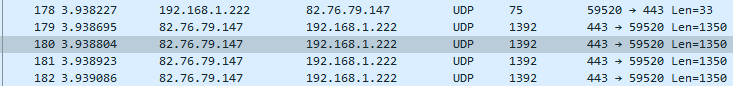 178 3.938227 192.168.1.222 82.76.79.147 UDP 75 59520 → 443 Len=33
179 3.938695 82.76.79.147 192.168.1.222 UDP 1392 443 → 59520 Len=1350
180 3.938804 82.76.79.147 192.168.1.222 UDP 1392 443 → 59520 Len=1350
181 3.938923 82.76.79.147 192.168.1.222 UDP 1392 443 → 59520 Len=1350
182 3.939086 82.76.79.147 192.168.1.222 UDP 1392 443 → 59520 Len=1350